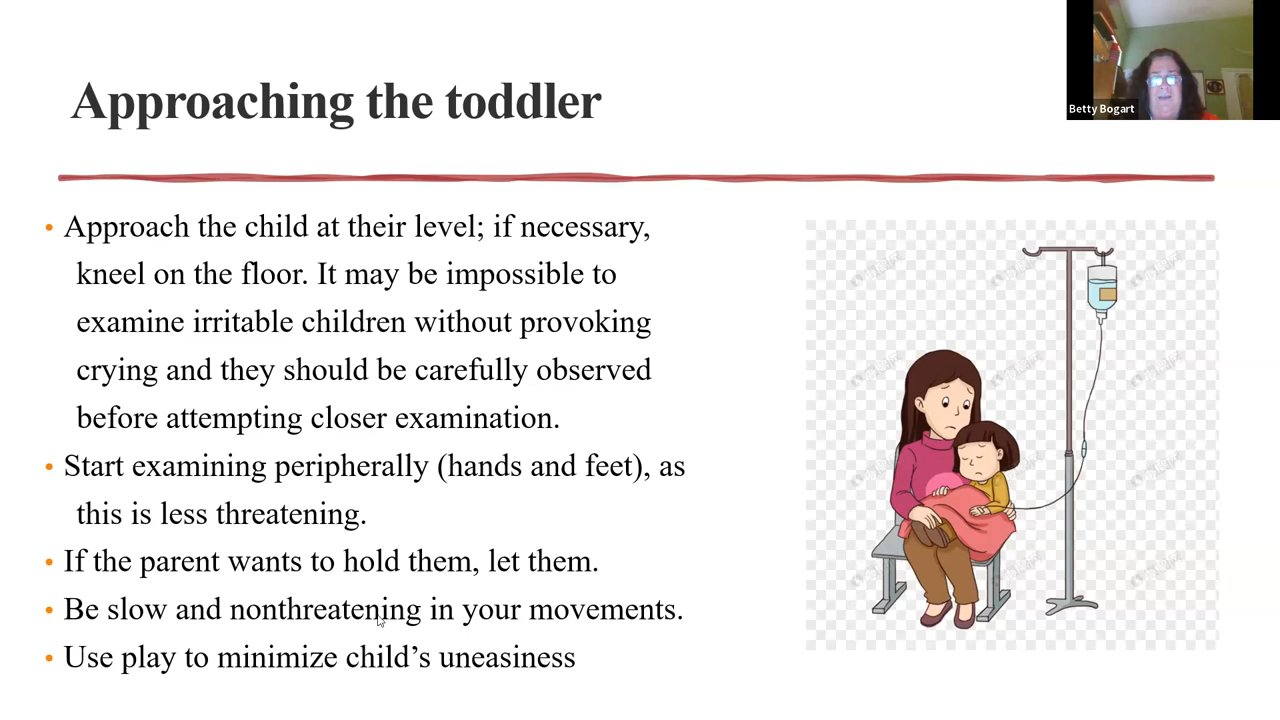 Betty Bogart
Approaching the toddler
• Approach the child at their level; if necessary,
kneel on the floor. It may be impossible to
examine irritable children without provoking
crying and they should be carefully observed
before attempting closer examination.
• Start examining peripherally (hands and feet), as
this is less threatening.
• If the parent wants to hold them, let them.
• Be slow and nonthreatening in your movements.
• Use play to minimize child’s uneasiness